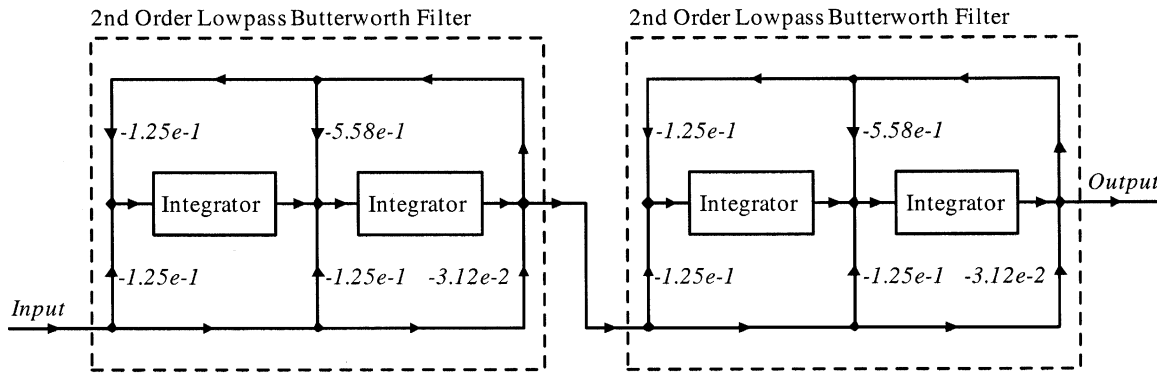 2nd Order Lowpass Butterworth Filter
2nd Order Lowpass Butterworth Filter
-1.25e-1
-5.58e-1
-1.25e-1
-5.58e-1
Integrator
Integrator
Integrator
Integrator
Output
-1.25e-1
-1.25e-1
-3.12e-2
-1.25e-1
-1.25e-1
-3.12e-2
Input